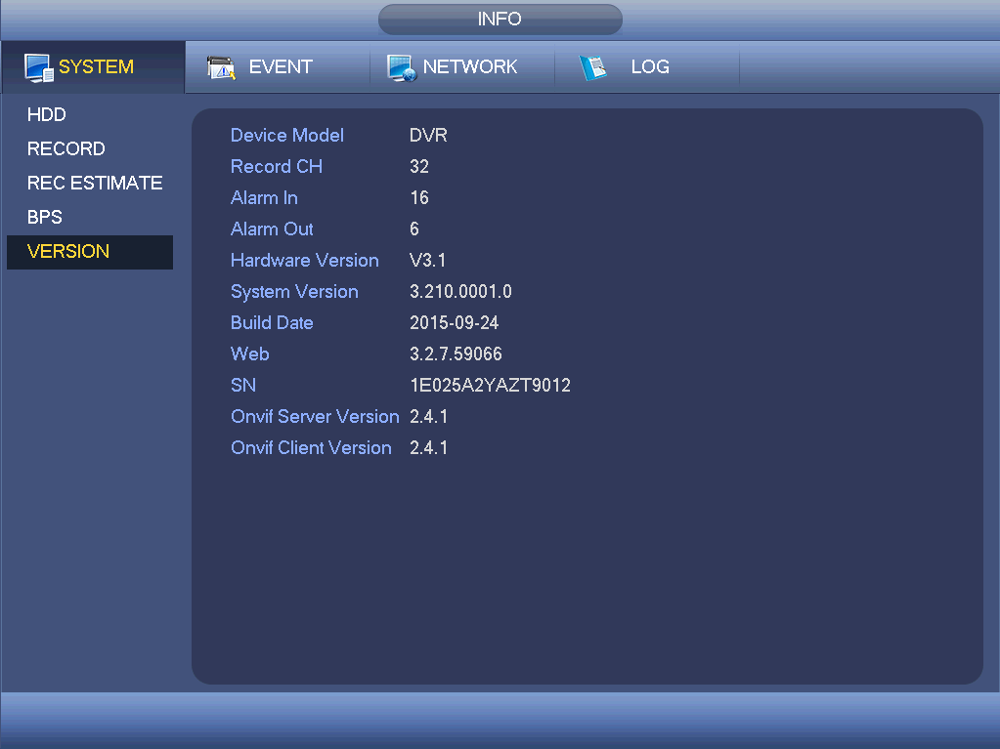 INFO
SYSTEM EVENT NETWORK LOG
HDD
RECORD
REC ESTIMATE
BPS
VERSION
Device Model DVR
Record CH 32
Alarm In 16
Alarm Out 6
Hardware Version V3.1
System Version 3.210.0001.0
Build Date 2015-09-24
Web 3.2.7.59066
SN 1E025A2YAZT9012
Onvif Server Version 2.4.1
Onvif Client Version 2.4.1